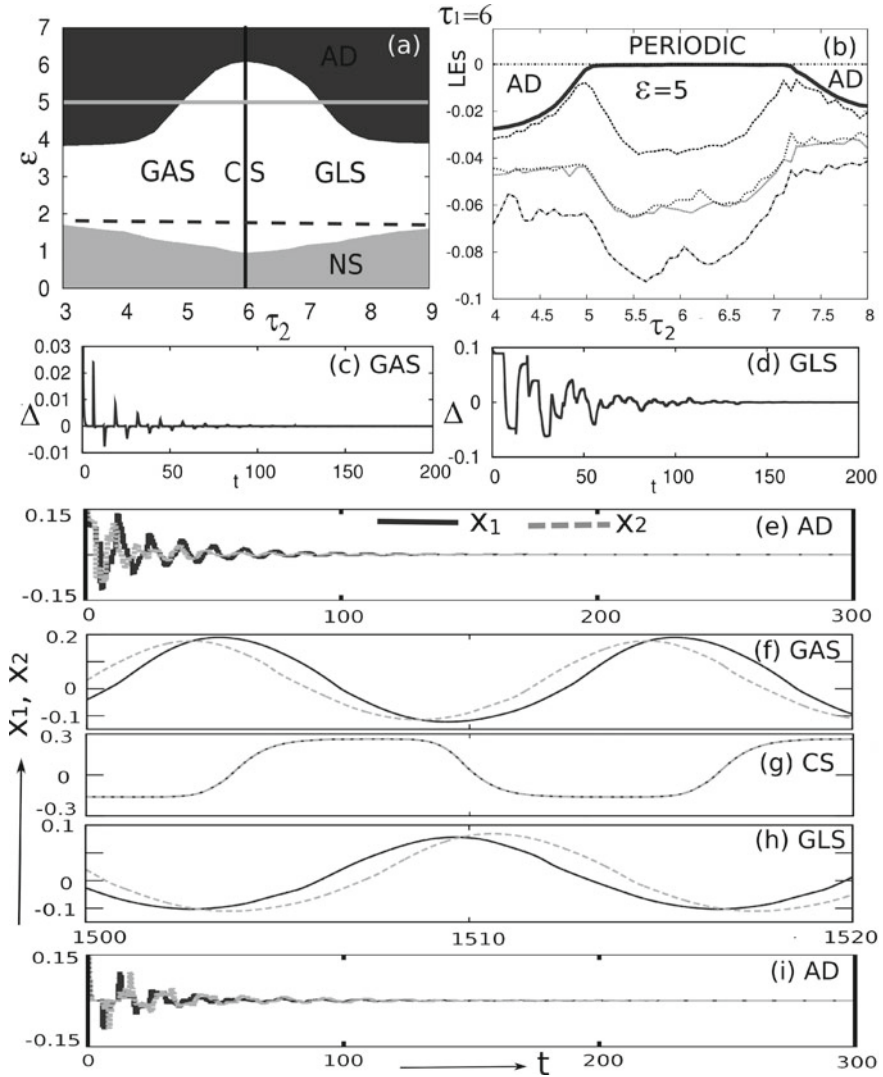 τ₁=6
7
6
5
4
3
2
1
0
ε
(a)
AD
GAS
CS
GLS
NS
3 4 5 6 7 8 9
τ₂
LEs
0
-0.02
-0.04
-0.06
-0.08
-0.1
PERIODIC
(b)
AD
AD
ε=5
4 4.5 5 5.5 6 6.5 7 7.5 8
τ₂
0.03
0.02
0.01
0
-0.01
Δ
(c) GAS
0 50 100 150 200
t
0.1
0.0
-0.1
Δ
(d) GLS
0 50 100 150 200
t
0.15
-0.15
X₁ X₂
(e) AD
0 100 200 300
X₁, X₂
0.2
0
-0.1
(f) GAS
0.3
0
-0.3
(g) CS
0.1
0
-0.1
(h) GLS
1500 1510 1520
0.15
-0.15
(i) AD
0 100 200 300
t